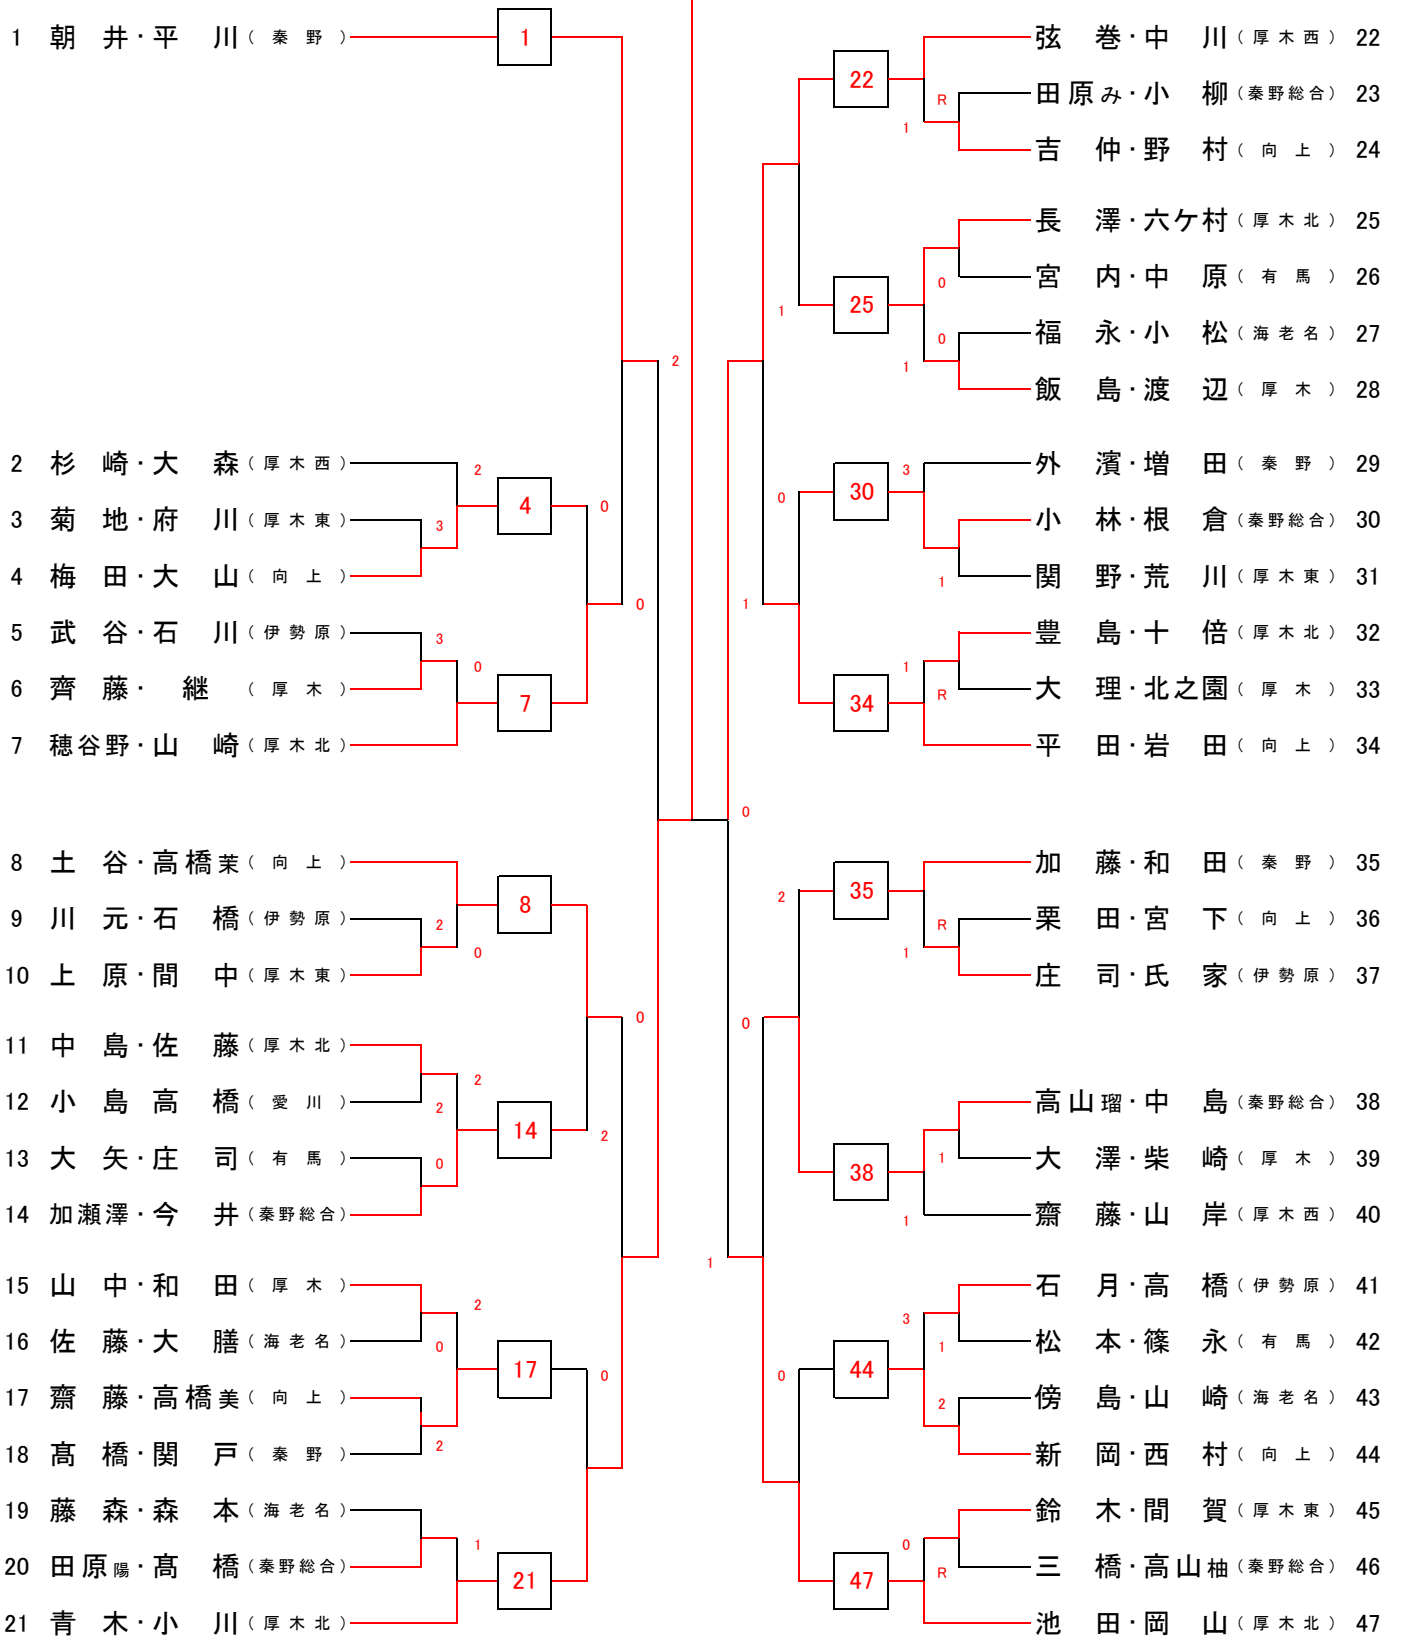 1 朝井・平川（秦野）
2 杉崎・大森（厚木西）
3 菊地・府川（厚木東）
4 梅田・大山（向上）
5 武谷・石川（伊勢原）
6 齊藤・継（厚木）
7 穂谷野・山崎（厚木北）
8 土谷・高橋茉（向上）
9 川元・石橋（伊勢原）
10 上原・間中（厚木東）
11 中島・佐藤（厚木北）
12 小島高橋（愛川）
13 大矢・庄司（有馬）
14 加瀬澤・今井（秦野総合）
15 山中・和田（厚木）
16 佐藤・大膳（海老名）
17 齋藤・高橋美（向上）
18 髙橋・関戸（秦野）
19 藤森・森本（海老名）
20 田原陽・髙橋（秦野総合）
21 青木・小川（厚木北）
2
3
3
0
2
0
2
2
0
2
0
2
1
1
4
7
8
14
17
21
0
2
0
0
0
0
2
0
1
1
0
1
0
2
0
22
25
30
34
35
38
44
47
R
1
0
0
1
3
1
1
R
R
1
1
1
3
1
2
0
R
弦巻・中川（厚木西） 22
田原み・小柳（秦野総合） 23
吉仲・野村（向上） 24
長澤・六ケ村（厚木北） 25
宮内・中原（有馬） 26
福永・小松（海老名） 27
飯島・渡辺（厚木） 28
外濱・増田（秦野） 29
小林・根倉（秦野総合） 30
関野・荒川（厚木東） 31
豊島・十倍（厚木北） 32
大理・北之園（厚木） 33
平田・岩田（向上） 34
加藤・和田（秦野） 35
栗田・宮下（向上） 36
庄司・氏家（伊勢原） 37
高山瑠・中島（秦野総合） 38
大澤・柴崎（厚木） 39
齋藤・山岸（厚木西） 40
石月・高橋（伊勢原） 41
松本・篠永（有馬） 42
傍島・山崎（海老名） 43
新岡・西村（向上） 44
鈴木・間賀（厚木東） 45
三橋・高山柚（秦野総合） 46
池田・岡山（厚木北） 47